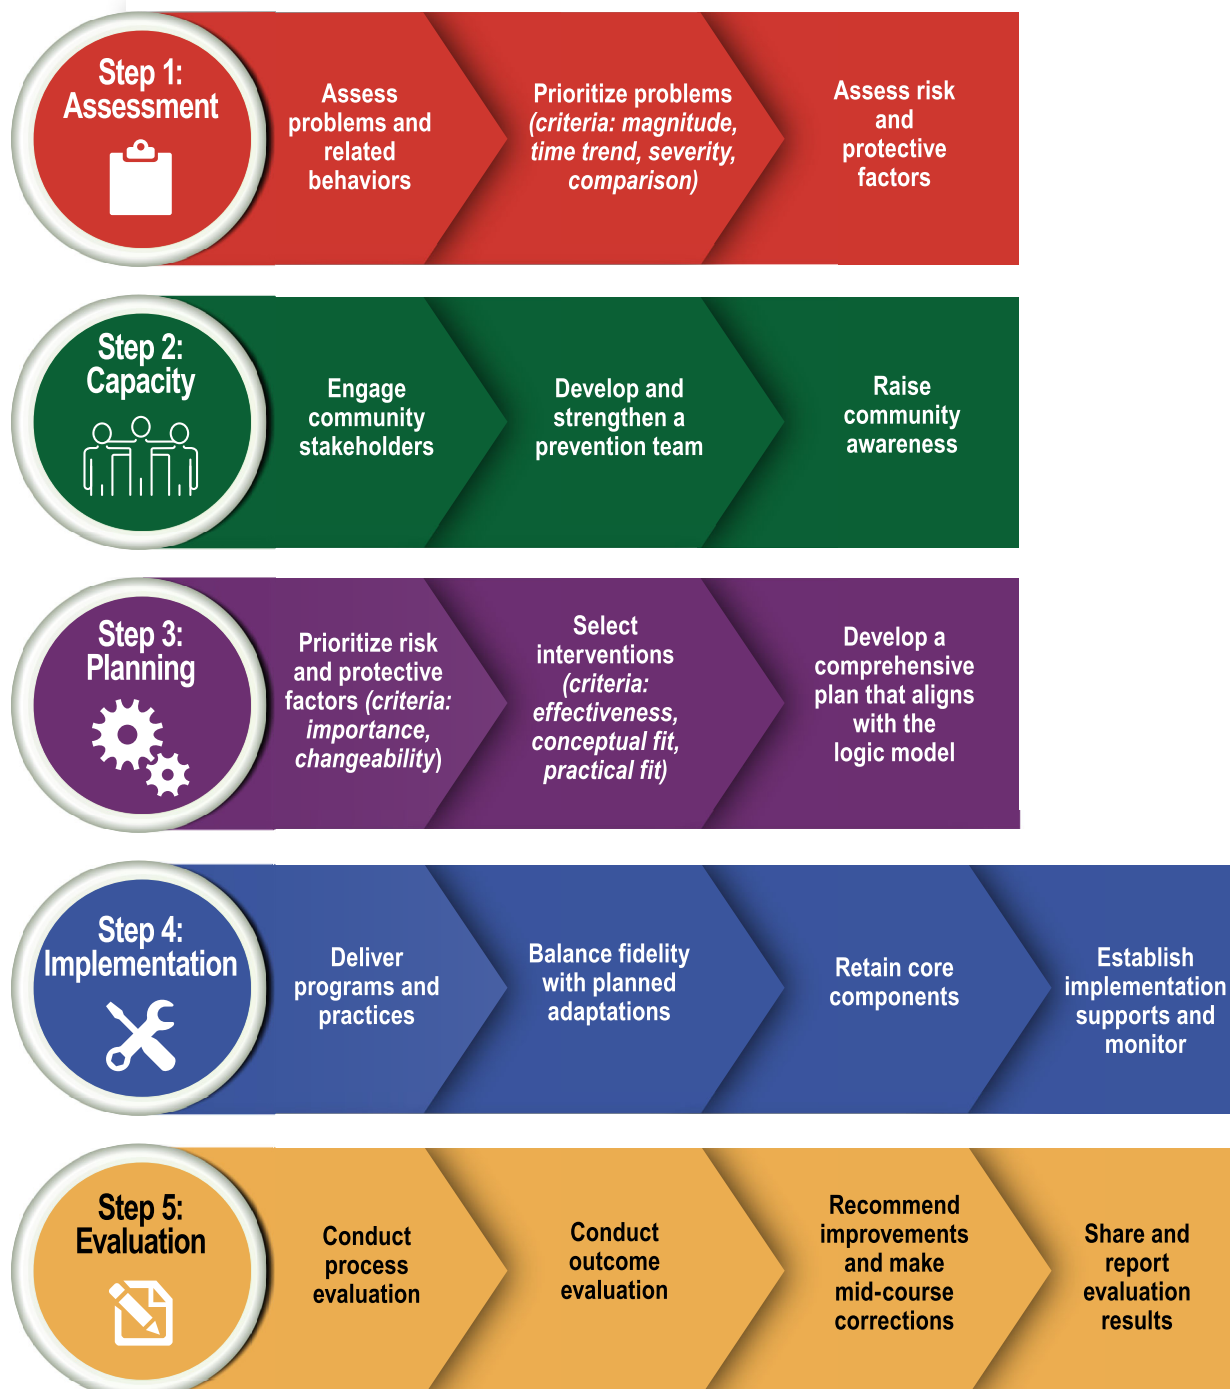 Step 1:
Assessment
Assess
problems and
related
behaviors
Prioritize problems
(criteria: magnitude,
time trend, severity,
comparison)
Assess risk
and
protective
factors
Step 2:
Capacity
Engage
community
stakeholders
Develop and
strengthen a
prevention team
Raise
community
awareness
Step 3:
Planning
Prioritize risk
and protective
factors (criteria:
importance,
changeability)
Select
interventions
(criteria:
effectiveness,
conceptual fit,
practical fit)
Develop a
comprehensive
plan that aligns
with the
logic model
Step 4:
Implementation
Deliver
programs and
practices
Balance fidelity
with planned
adaptations
Retain core
components
Establish
implementation
supports and
monitor
Step 5:
Evaluation
Conduct
process
evaluation
Conduct
outcome
evaluation
Recommend
improvements
and make
mid-course
corrections
Share and
report
evaluation
results